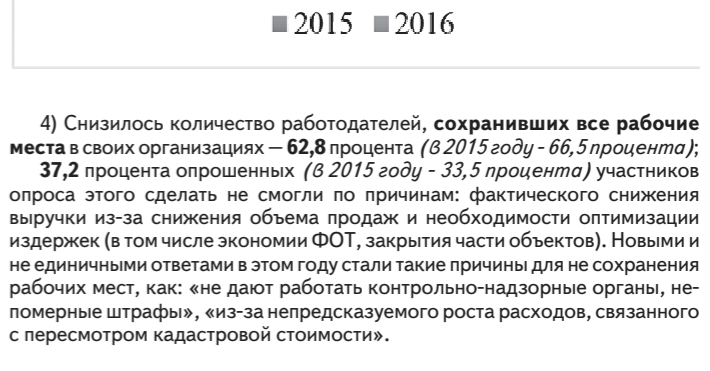 2015 2016
4) Снизилось количество работодателей, сохранивших все рабочие
места в своих организациях — 62,8 процента (в 2015 году - 66,5 процента);
37,2 процента опрошенных (в 2015 году - 33,5 процента) участников
опроса этого сделать не смогли по причинам: фактического снижения
выручки из-за снижения объема продаж и необходимости оптимизации
издержек (в том числе экономии ФОТ, закрытия части объектов). Новыми и
не единичными ответами в этом году стали такие причины для не сохранения
рабочих мест, как: «не дают работать контрольно-надзорные органы, не-
померные штрафы», «из-за непредсказуемого роста расходов, связанного
с пересмотром кадастровой стоимости».